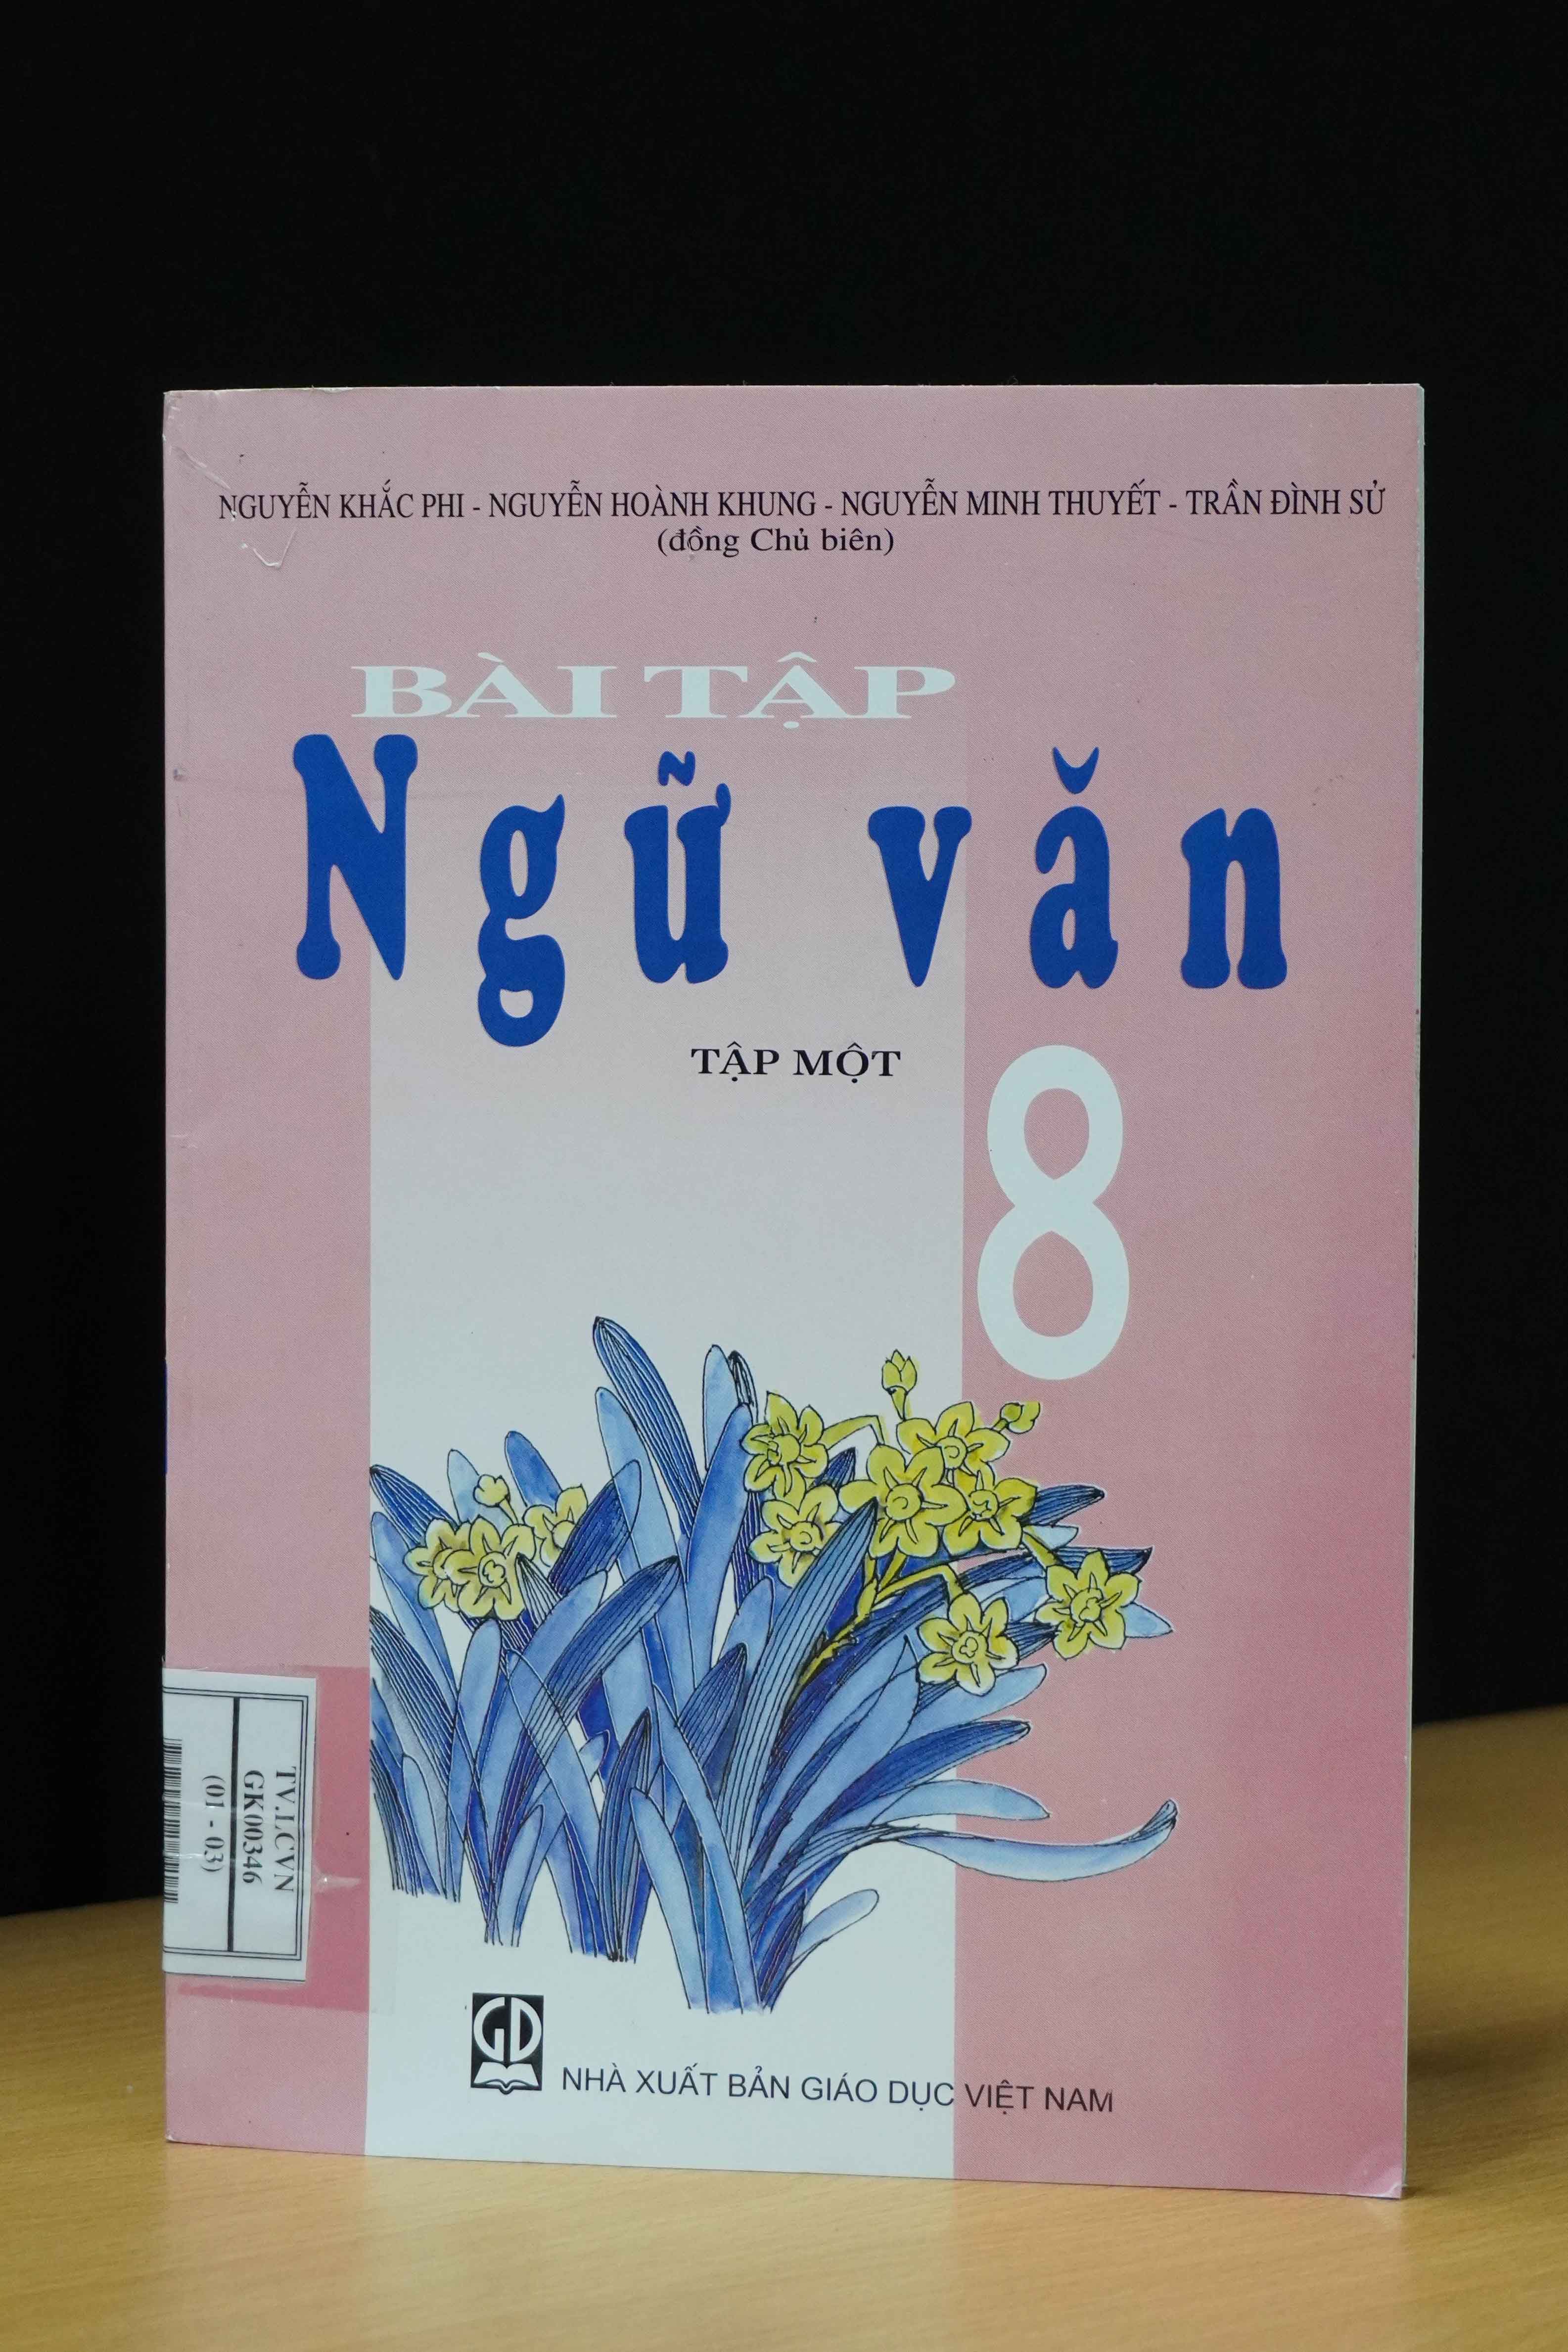 NGUYỄN KHẮC PHI - NGUYỄN HOÀNH KHUNG - NGUYỄN MINH THUYẾT - TRẦN ĐÌNH SỬ
(đồng Chủ biên)
BÀI TẬP
Ngữ văn
TẬP MỘT
8
TV.I.CVN
GK00346
(01 - 03)
GD
NHÀ XUẤT BẢN GIÁO DỤC VIỆT NAM